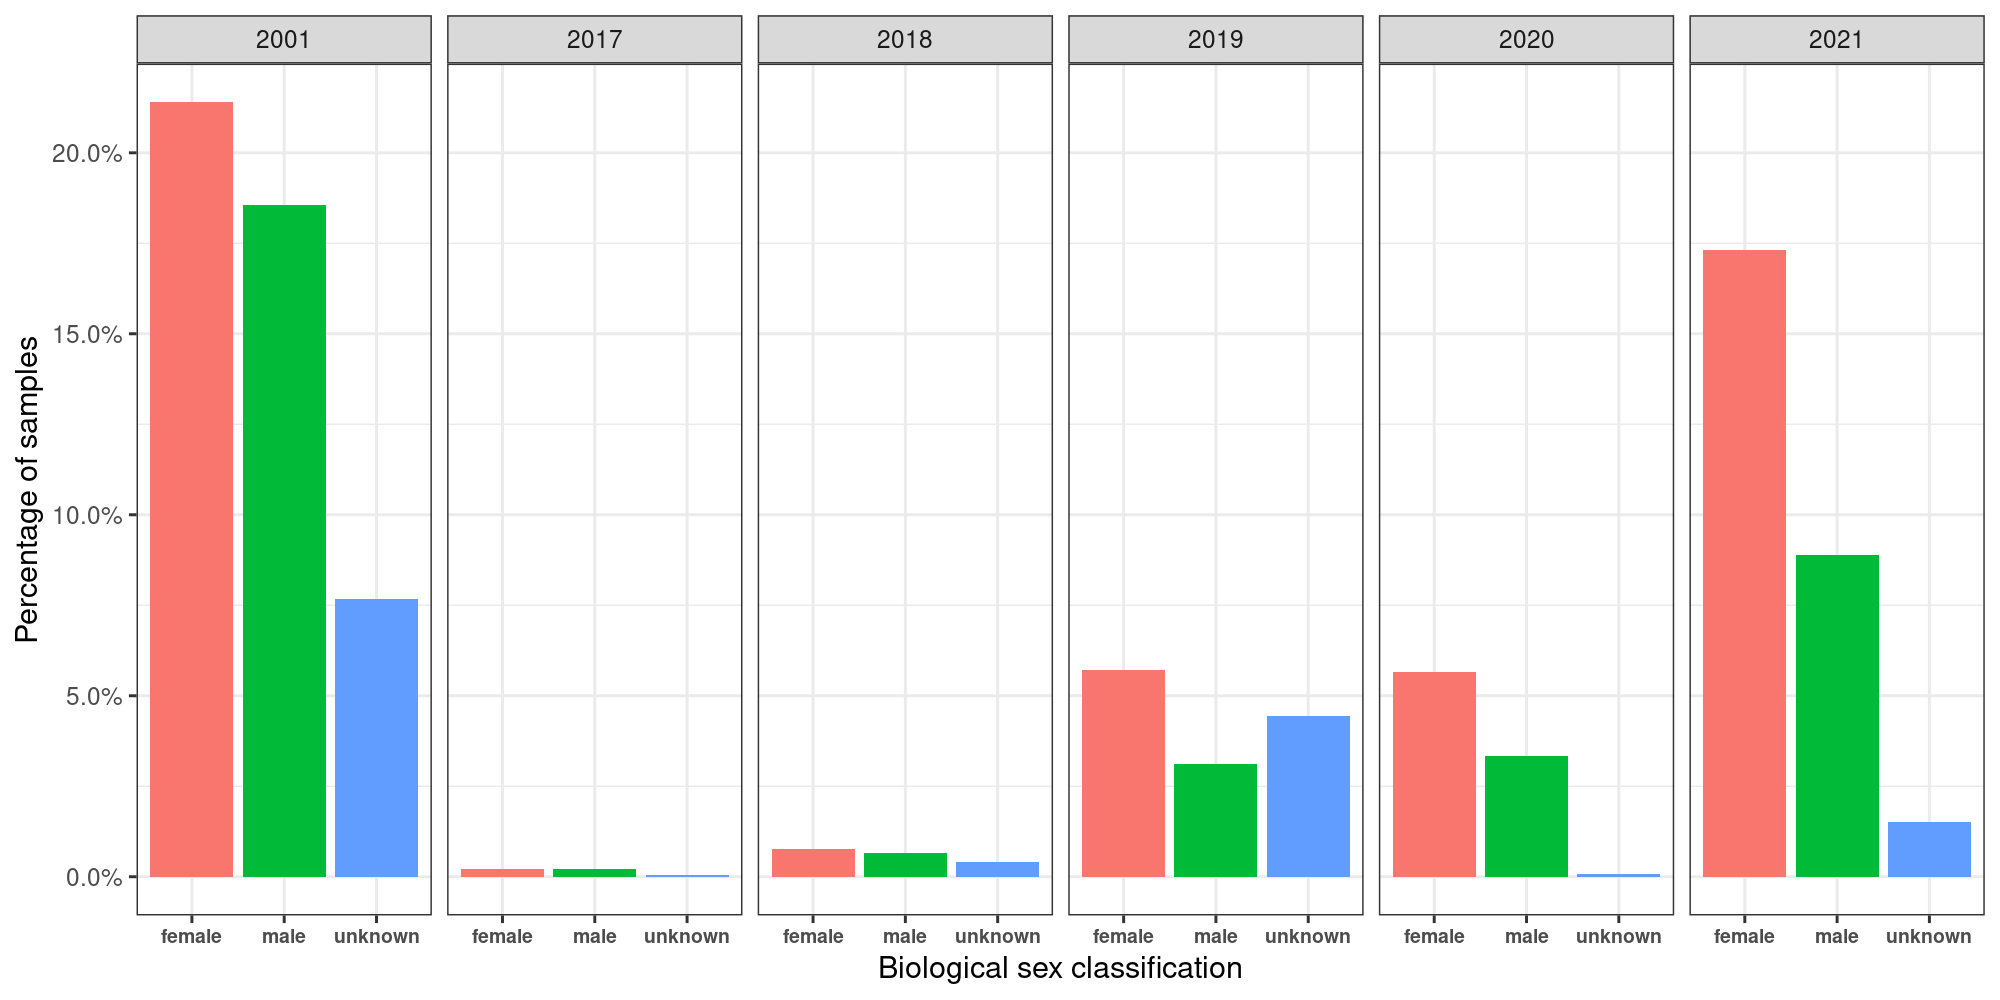 2001 2017 2018 2019 2020 2021
Percentage of samples
20.0%
15.0%
10.0%
5.0%
0.0%
female male unknown female male unknown female male unknown female male unknown female male unknown female male unknown
Biological sex classification